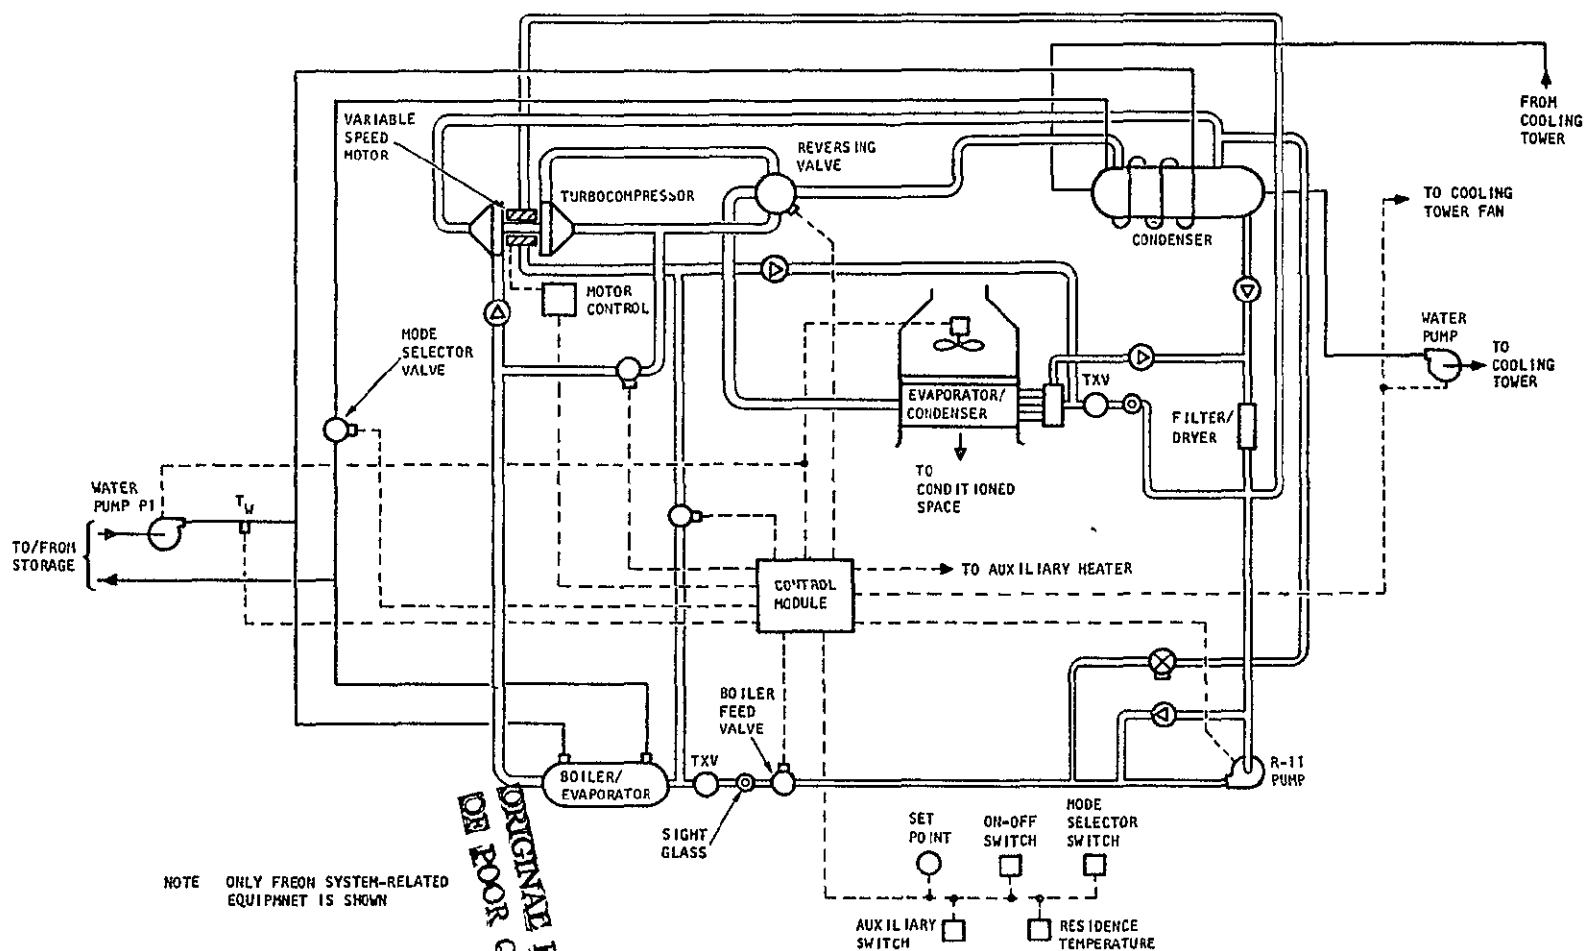 VARIABLE
SPEED
MOTOR
TURBOCOMPRESSOR
REVERSING
VALVE
FROM
COOLING
TOWER
TO COOLING
TOWER FAN
CONDENSER
MOTOR
CONTROL
MODE
SELECTOR
VALVE
WATER
PUMP
TO
COOLING
TOWER
EVAPORATOR/
CONDENSER
TXV
FILTER/
DRYER
TO
CONDITIONED
SPACE
WATER
PUMP P1
TW
TO/FROM
STORAGE
CONTROL
MODULE
TO AUXILIARY HEATER
BOILER
FEED
VALVE
BOILER/
EVAPORATOR
TXV
R-11
PUMP
SIGHT
GLASS
SET
POINT
ON-OFF
SWITCH
MODE
SELECTOR
SWITCH
AUXILIARY
SWITCH
RESIDENCE
TEMPERATURE
NOTE ONLY FREON SYSTEM-RELATED
EQUIPMNET IS SHOWN
ORIGINAL
OF POOR